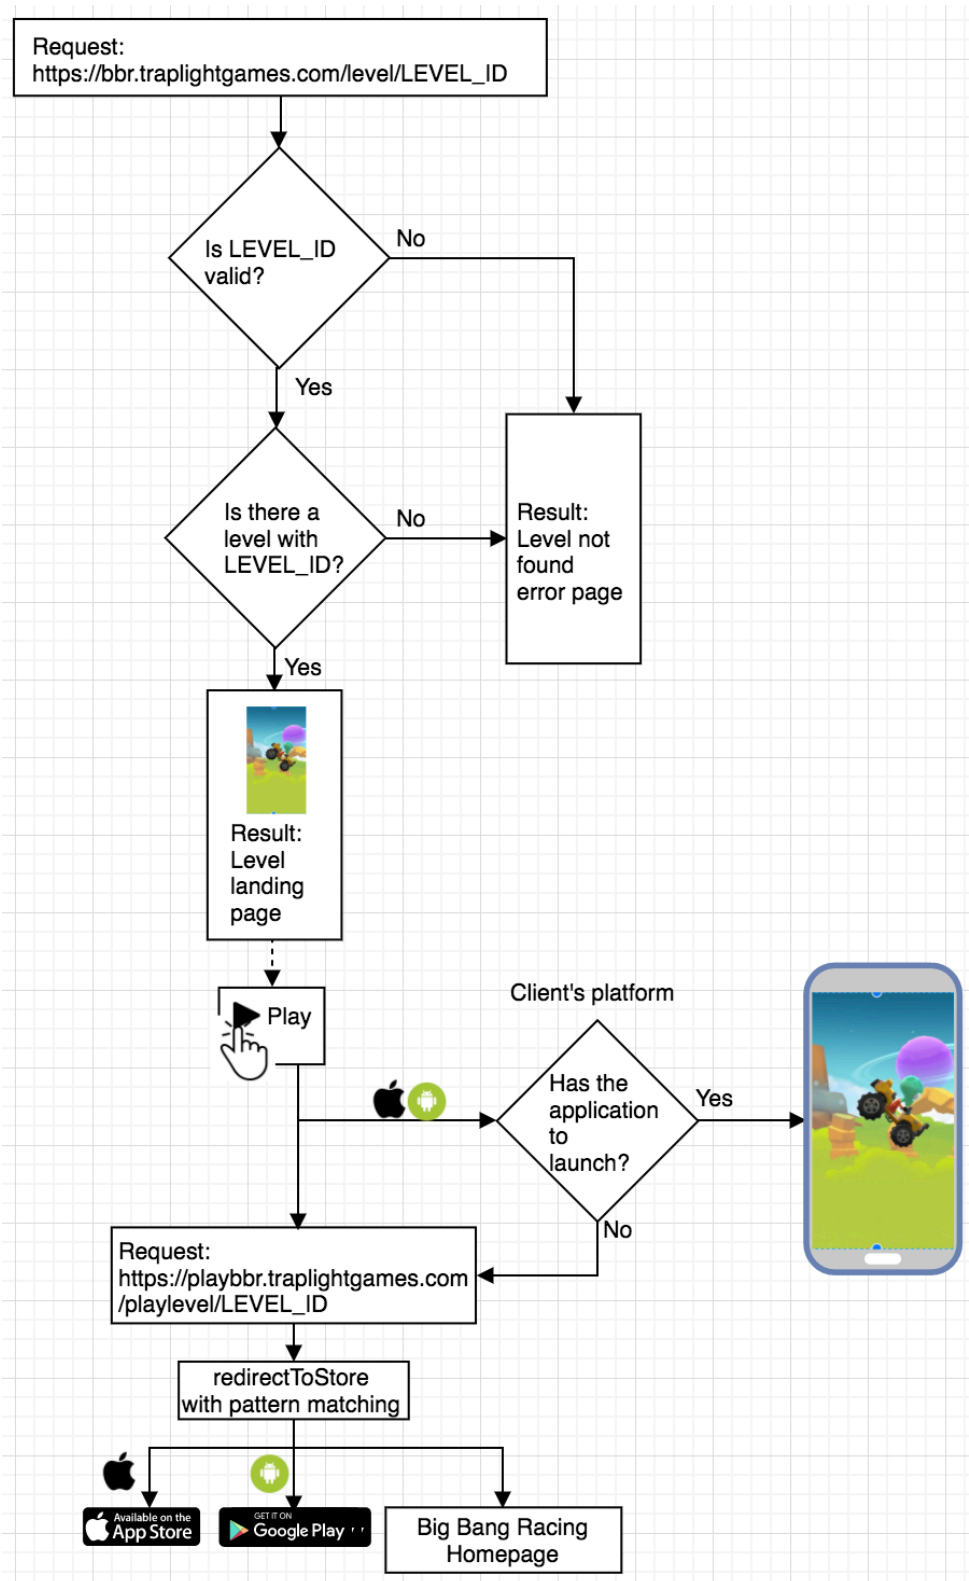 Request:
https://bbr.traplightgames.com/level/LEVEL_ID
Is LEVEL_ID
valid?
No
Yes
Is there a
level with
LEVEL_ID?
No
Result:
Level not
found
error page
Yes
Result:
Level
landing
page
Play
Client's platform
Has the
application
to
launch?
Yes
No
Request:
https://playbbr.traplightgames.com
/playlevel/LEVEL_ID
redirectToStore
with pattern matching
Available on the
App Store
GET IT ON
Google Play
Big Bang Racing
Homepage